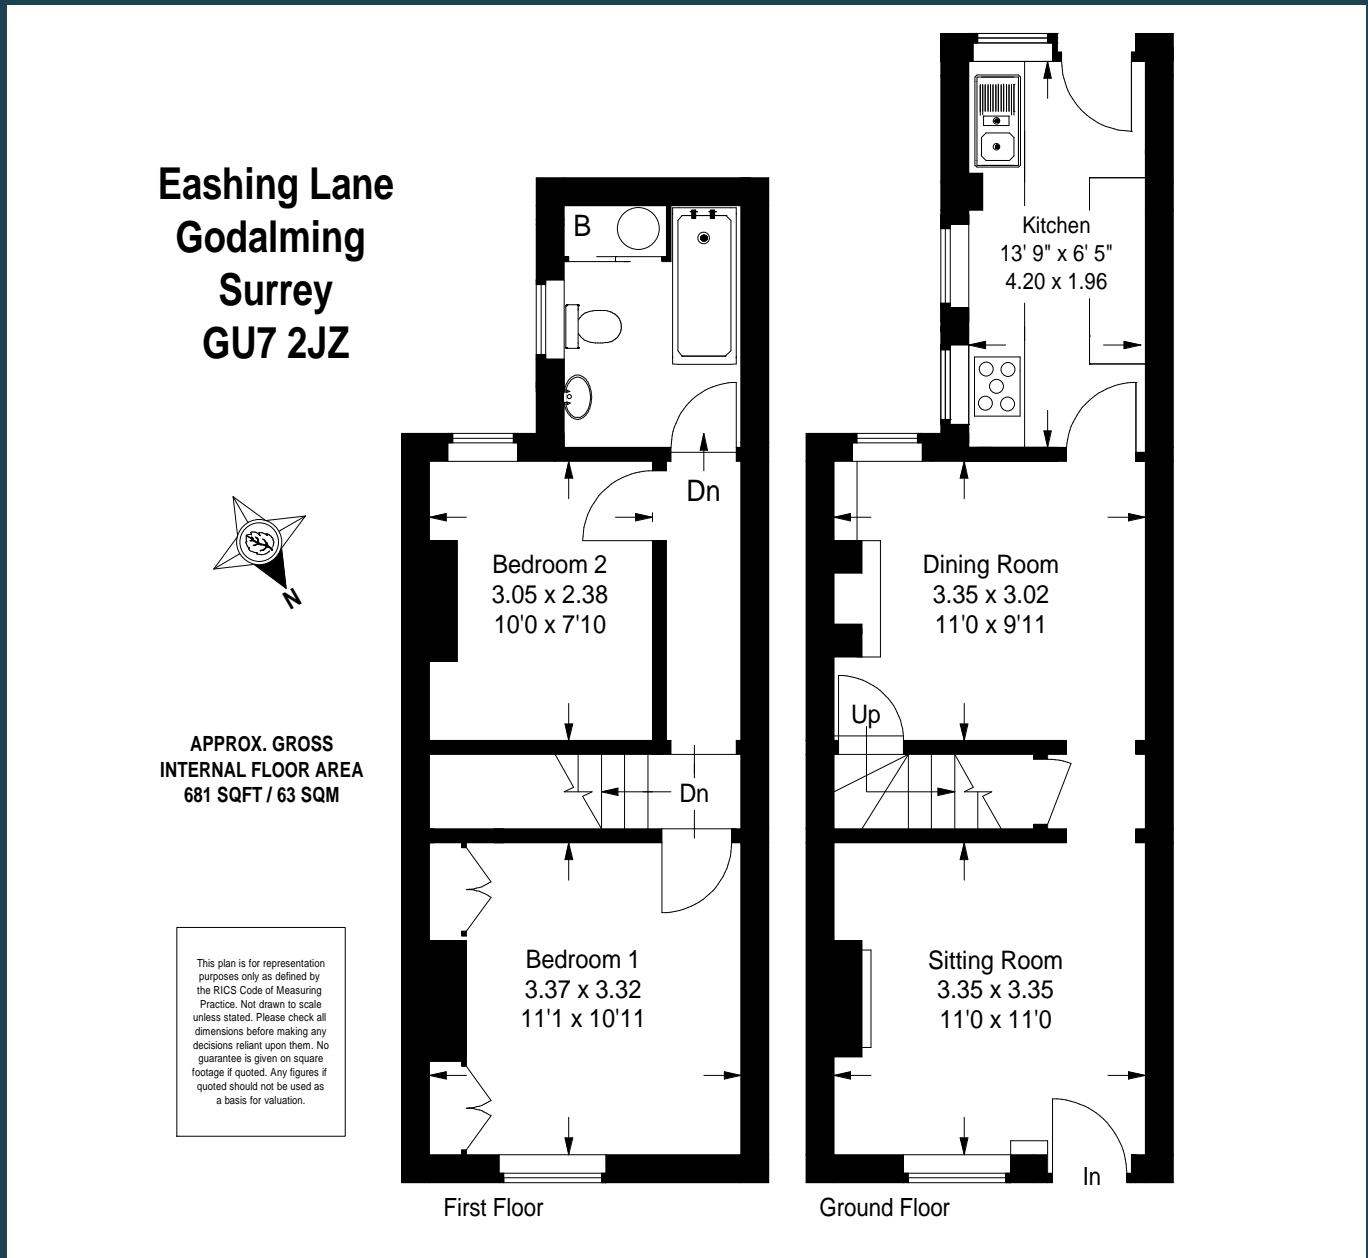 Eashing Lane
Godalming
Surrey
GU7 2JZ
N
APPROX. GROSS
INTERNAL FLOOR AREA
681 SQFT / 63 SQM
This plan is for representation
purposes only as defined by
the RICS Code of Measuring
Practice. Not drawn to scale
unless stated. Please check all
dimensions before making any
decisions reliant upon them. No
guarantee is given on square
footage if quoted. Any figures if
quoted should not be used as
a basis for valuation.
B
Dn
Bedroom 2
3.05 x 2.38
10'0 x 7'10
Dn
Bedroom 1
3.37 x 3.32
11'1 x 10'11
First Floor
Kitchen
13' 9" x 6' 5"
4.20 x 1.96
Dining Room
3.35 x 3.02
11'0 x 9'11
Up
Sitting Room
3.35 x 3.35
11'0 x 11'0
In
Ground Floor